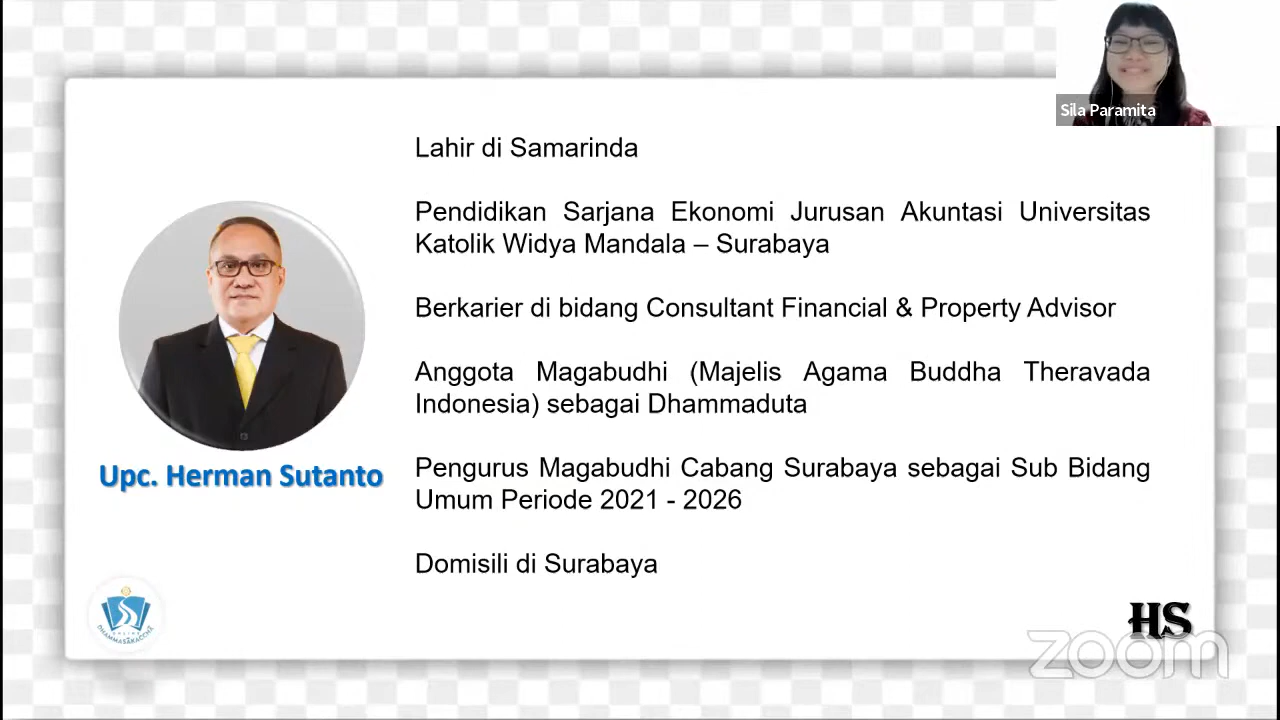 Sila Paramita
Lahir di Samarinda
Pendidikan Sarjana Ekonomi Jurusan Akuntasi Universitas
Katolik Widya Mandala – Surabaya
Berkarier di bidang Consultant Financial & Property Advisor
Anggota Magabudhi (Majelis Agama Buddha Theravada
Indonesia) sebagai Dhammaduta
Upc. Herman Sutanto
Pengurus Magabudhi Cabang Surabaya sebagai Sub Bidang
Umum Periode 2021 - 2026
Domisili di Surabaya
DHAMMASĀKACCHĀ
HS
zoom